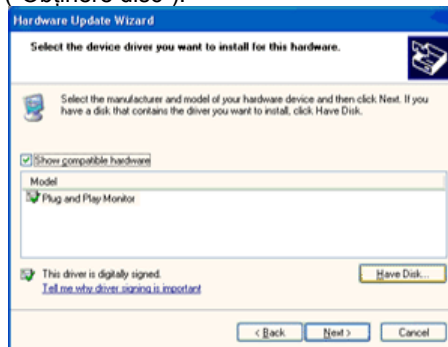 ("Obţinere disc").
Hardware Update Wizard
Select the device driver you want to install for this hardware.
Select the manufacturer and model of your hardware device and then click Next. If you
have a disk that contains the driver you want to install, click Have Disk.
Show compatible hardware
Model
Plug and Play Monitor
This driver is digitally signed.
Have Disk...
Tell me why driver signing is important
< Back
Next >
Cancel